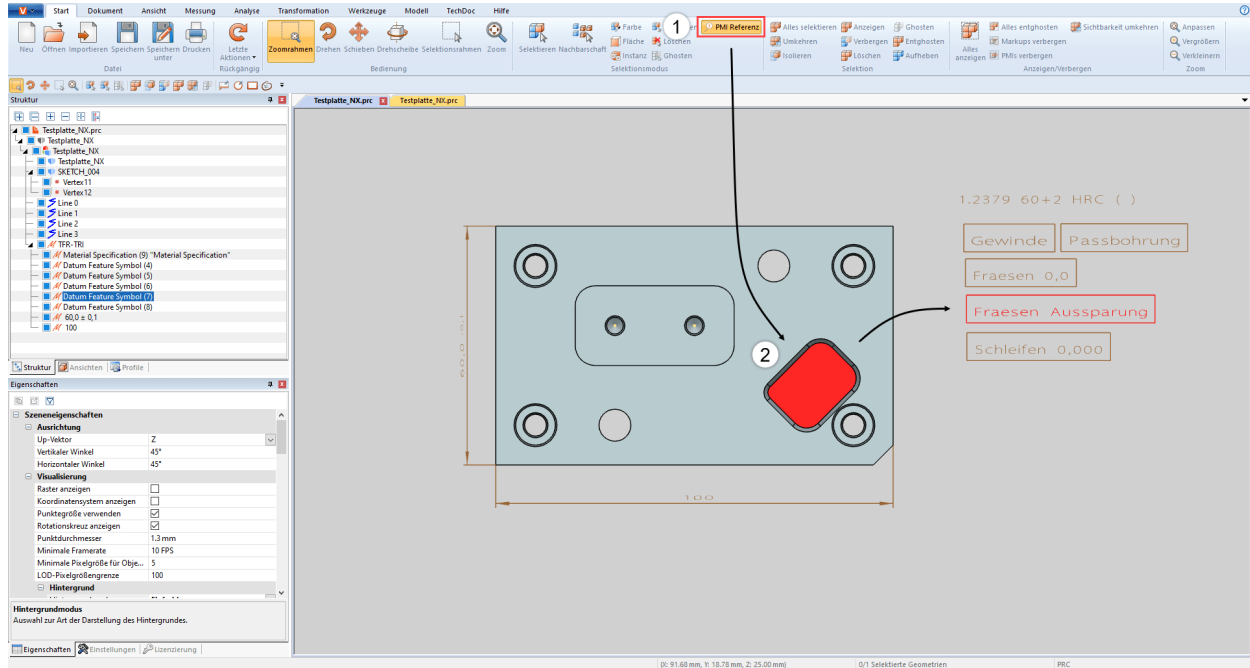 V
Start Dokument Ansicht Messung Analyse Transformation Werkzeuge Modell TechDoc Hilfe
Neu Öffnen Importieren Speichern Speichern unter Drucken
Datei
Letzte Aktionen
Rückgängig
Zoomrahmen Drehen Schieben Drehscheibe Selektionsrahmen Zoom
Bedienung
Selektieren Nachbarschaft
Farbe
Fläche Löschen
Instanz Ghosten
PMI Referenz
Selektionsmodus
1
Alles selektieren Anzeigen Ghosten
Umkehren Verbergen Entghosten
Isolieren Löschen Aufheben
Selektion
Alles anzeigen
Alles entghosten Sichtbarkeit umkehren
Markups verbergen
PMIs verbergen
Anzeigen/Verbergen
Anpassen
Vergrößern
Verkleinern
Zoom
Struktur
Testplatte_NX.prc
Testplatte_NX
Testplatte_NX
Testplatte_NX
SKETCH_004
Vertex11
Vertex12
Line 0
Line 1
Line 2
Line 3
TFR-TRI
Material Specification (9) "Material Specification"
Datum Feature Symbol (4)
Datum Feature Symbol (5)
Datum Feature Symbol (6)
Datum Feature Symbol (7)
Datum Feature Symbol (8)
60,0 ± 0,1
100
Struktur Ansichten Profile
Eigenschaften
Szeneneigenschaften
Ausrichtung
Up-Vektor Z
Vertikaler Winkel 45°
Horizontaler Winkel 45°
Visualisierung
Raster anzeigen
Koordinatensystem anzeigen
Punktegröße verwenden
Rotationskreuz anzeigen
Punktdurchmesser 1.3 mm
Minimale Framerate 10 FPS
Minimale Pixelgröße für Obje... 5
LOD-Pixelgrößengrenze 100
Hintergrund
Hintergrundmodus
Auswahl zur Art der Darstellung des Hintergrundes.
Eigenschaften Einstellungen Lizenzierung
Testplatte_NX.prc Testplatte_NX.prc
1.2379 60+2 HRC ( )
Gewinde Passbohrung
Fraesen 0,0
Fraesen Aussparung
Schleifen 0,000
2
100
(X: 91.68 mm, Y: 18.78 mm, Z: 25.00 mm) 0/1 Selektierte Geometrien PRC